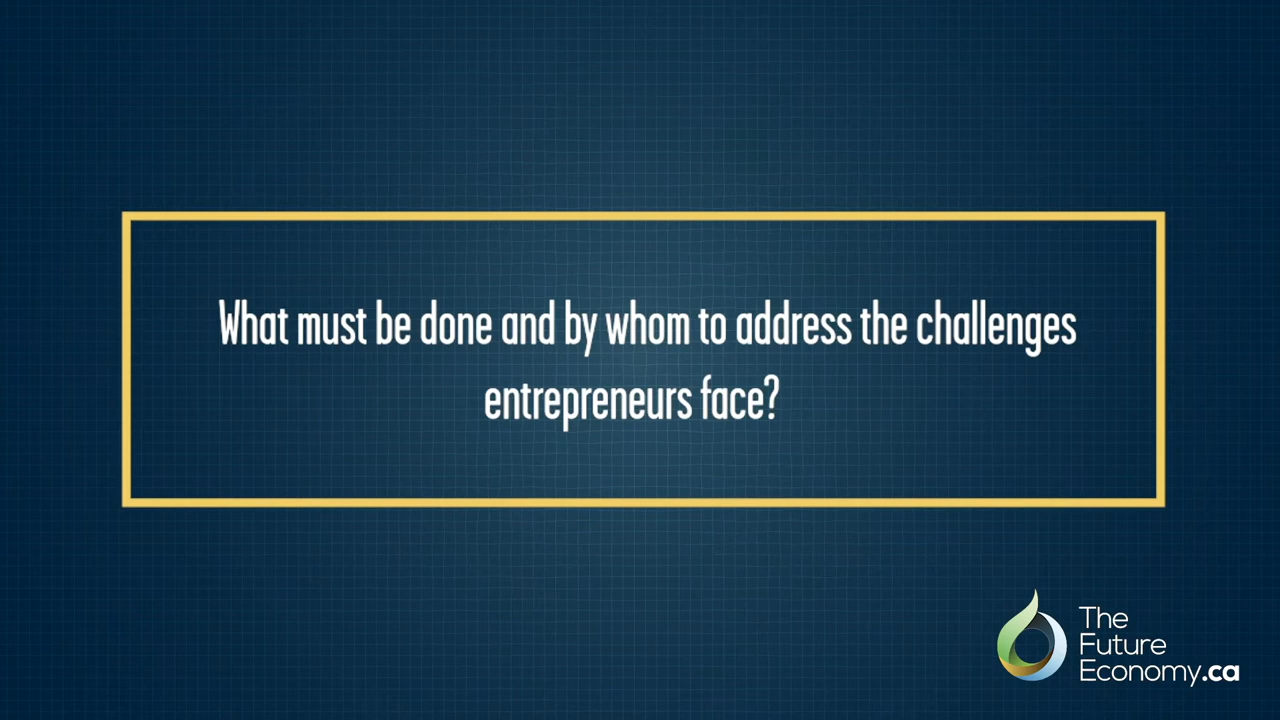 What must be done and by whom to address the challenges
entrepreneurs face?
The
Future
Economy.ca